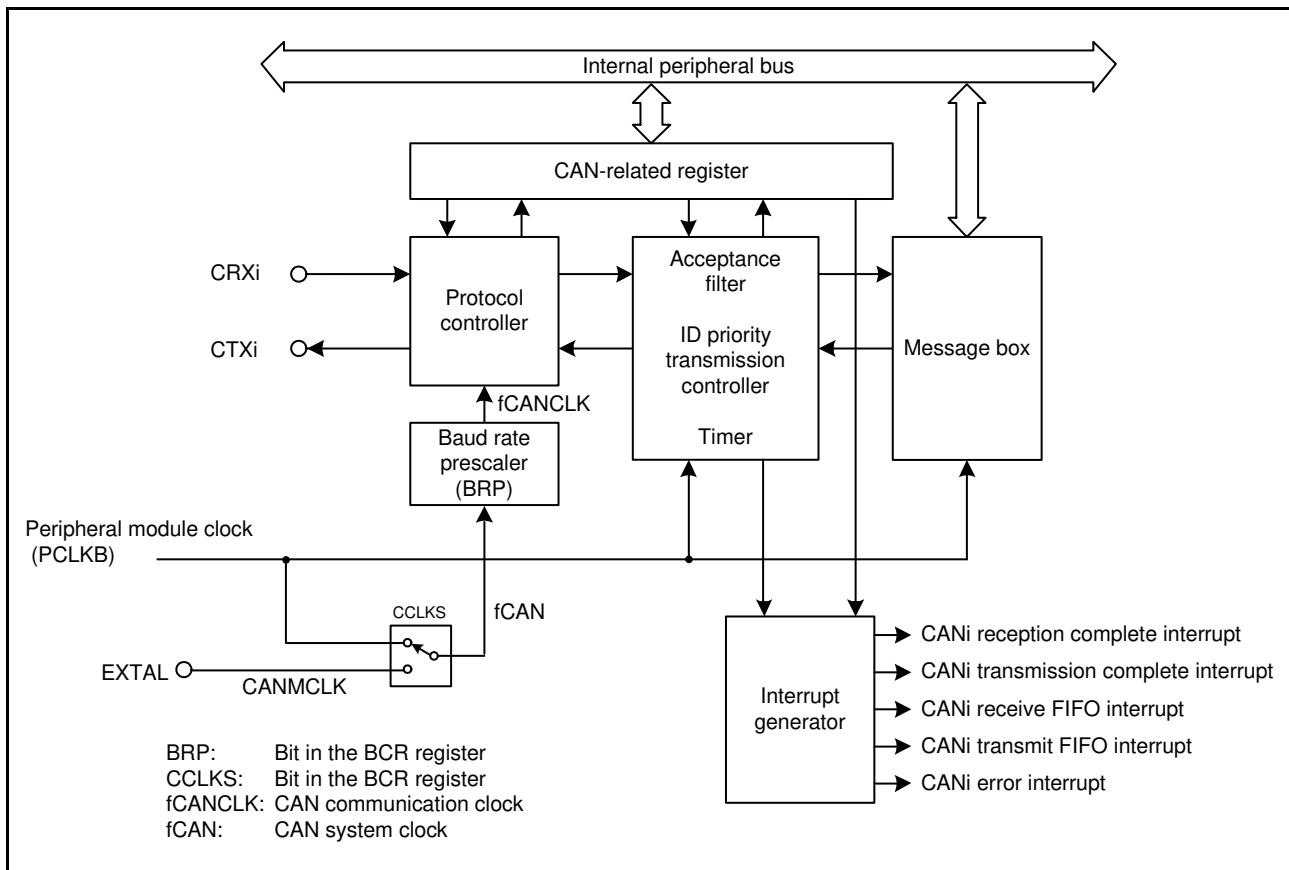 Internal peripheral bus
CAN-related register
CRXi
CTXi
Protocol
controller
Acceptance
filter
ID priority
transmission
controller
Timer
Message box
fCANCLK
Baud rate
prescaler
(BRP)
Peripheral module clock
(PCLKB)
CCLKS
fCAN
EXTAL
CANMCLK
Interrupt
generator
CANi reception complete interrupt
CANi transmission complete interrupt
CANi receive FIFO interrupt
CANi transmit FIFO interrupt
CANi error interrupt
BRP: Bit in the BCR register
CCLKS: Bit in the BCR register
fCANCLK: CAN communication clock
fCAN: CAN system clock